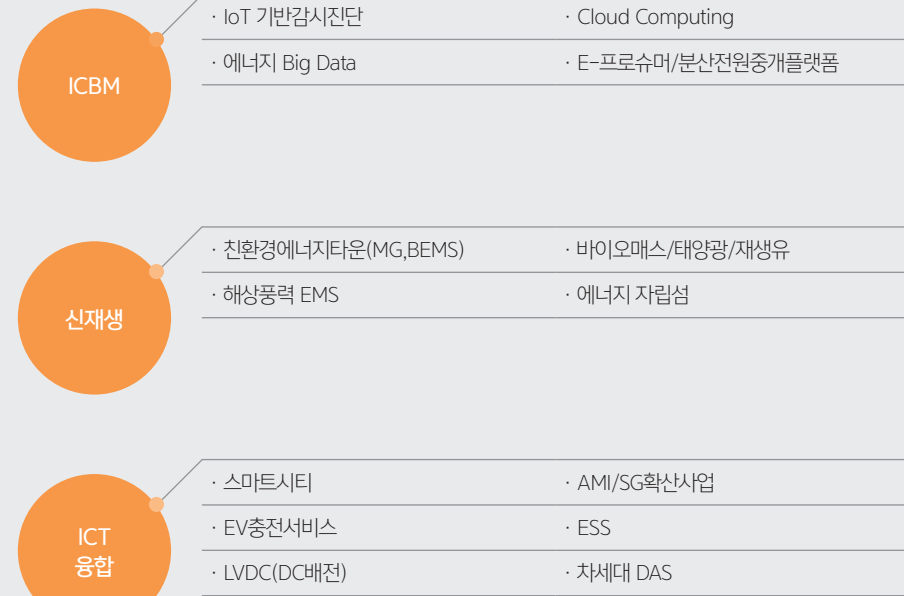 ICBM
· IoT 기반감시진단 · Cloud Computing
· 에너지 Big Data · E-프로슈머/분산전원중개플랫폼
신재생
· 친환경에너지타운(MG,BEMS) · 바이오매스/태양광/재생유
· 해상풍력 EMS · 에너지 자립섬
ICT
융합
· 스마트시티 · AMI/SG확산사업
· EV충전서비스 · ESS
· LVDC(DC배전) · 차세대 DAS